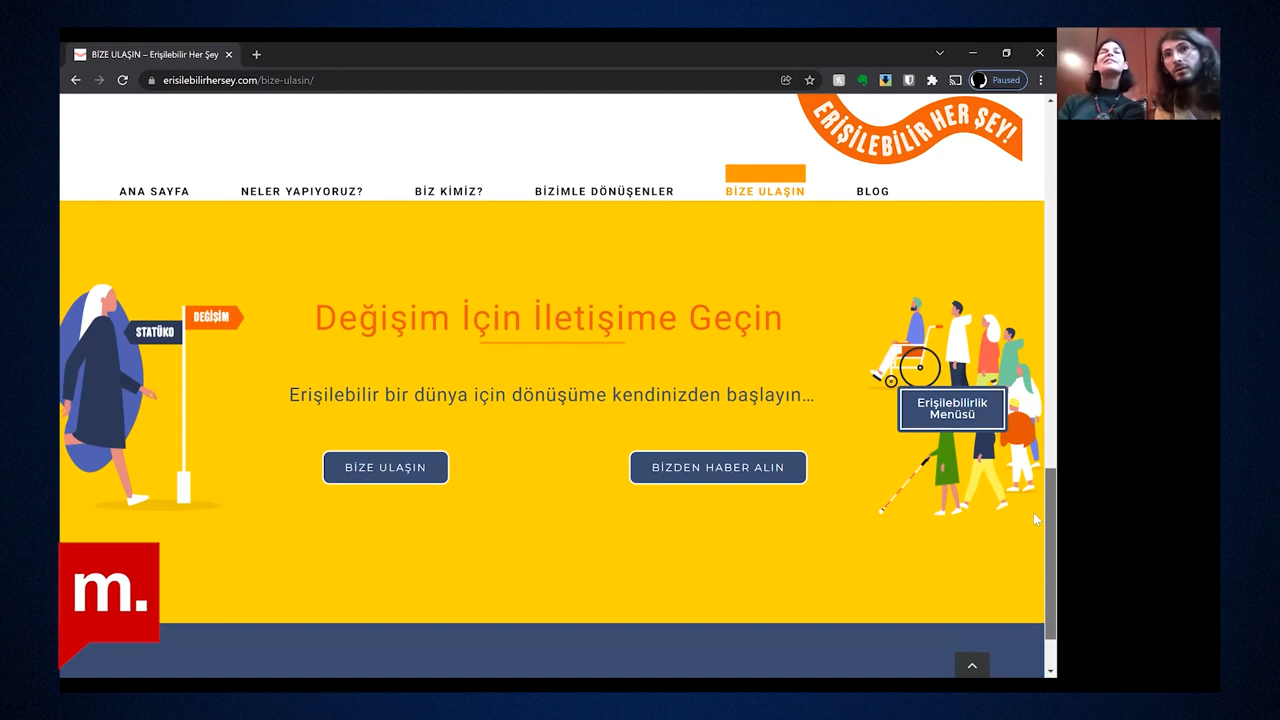 BİZE ULAŞIN – Erişilebilir Her Şey
erisilebilirhersey.com/bize-ulasin/
Paused
ERİŞİLEBİLİR HER ŞEY!
ANA SAYFA
NELER YAPIYORUZ?
BİZ KİMİZ?
BİZİMLE DÖNÜŞENLER
BİZE ULAŞIN
BLOG
DEĞİŞİM
STATÜKO
Değişim İçin İletişime Geçin
Erişilebilir bir dünya için dönüşüme kendinizden başlayın...
Erişilebilirlik
Menüsü
BİZE ULAŞIN
BİZDEN HABER ALIN
m.